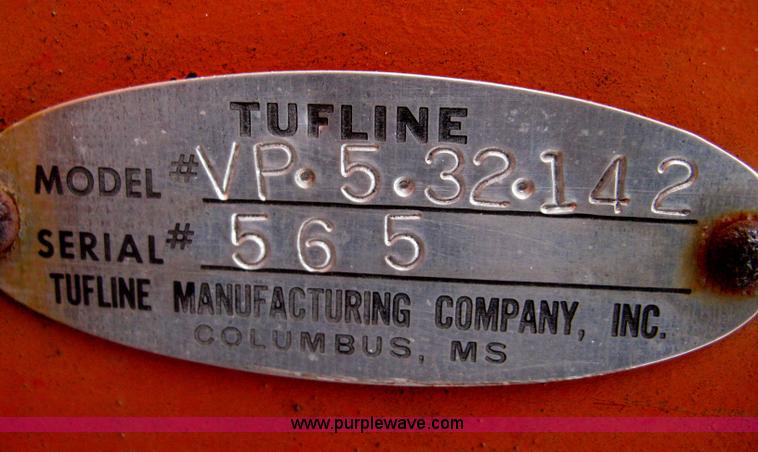 TUFLINE
MODEL # VP.5.32.142
SERIAL # 565
TUFLINE MANUFACTURING COMPANY, INC.
COLUMBUS, MS
www.purplewave.com